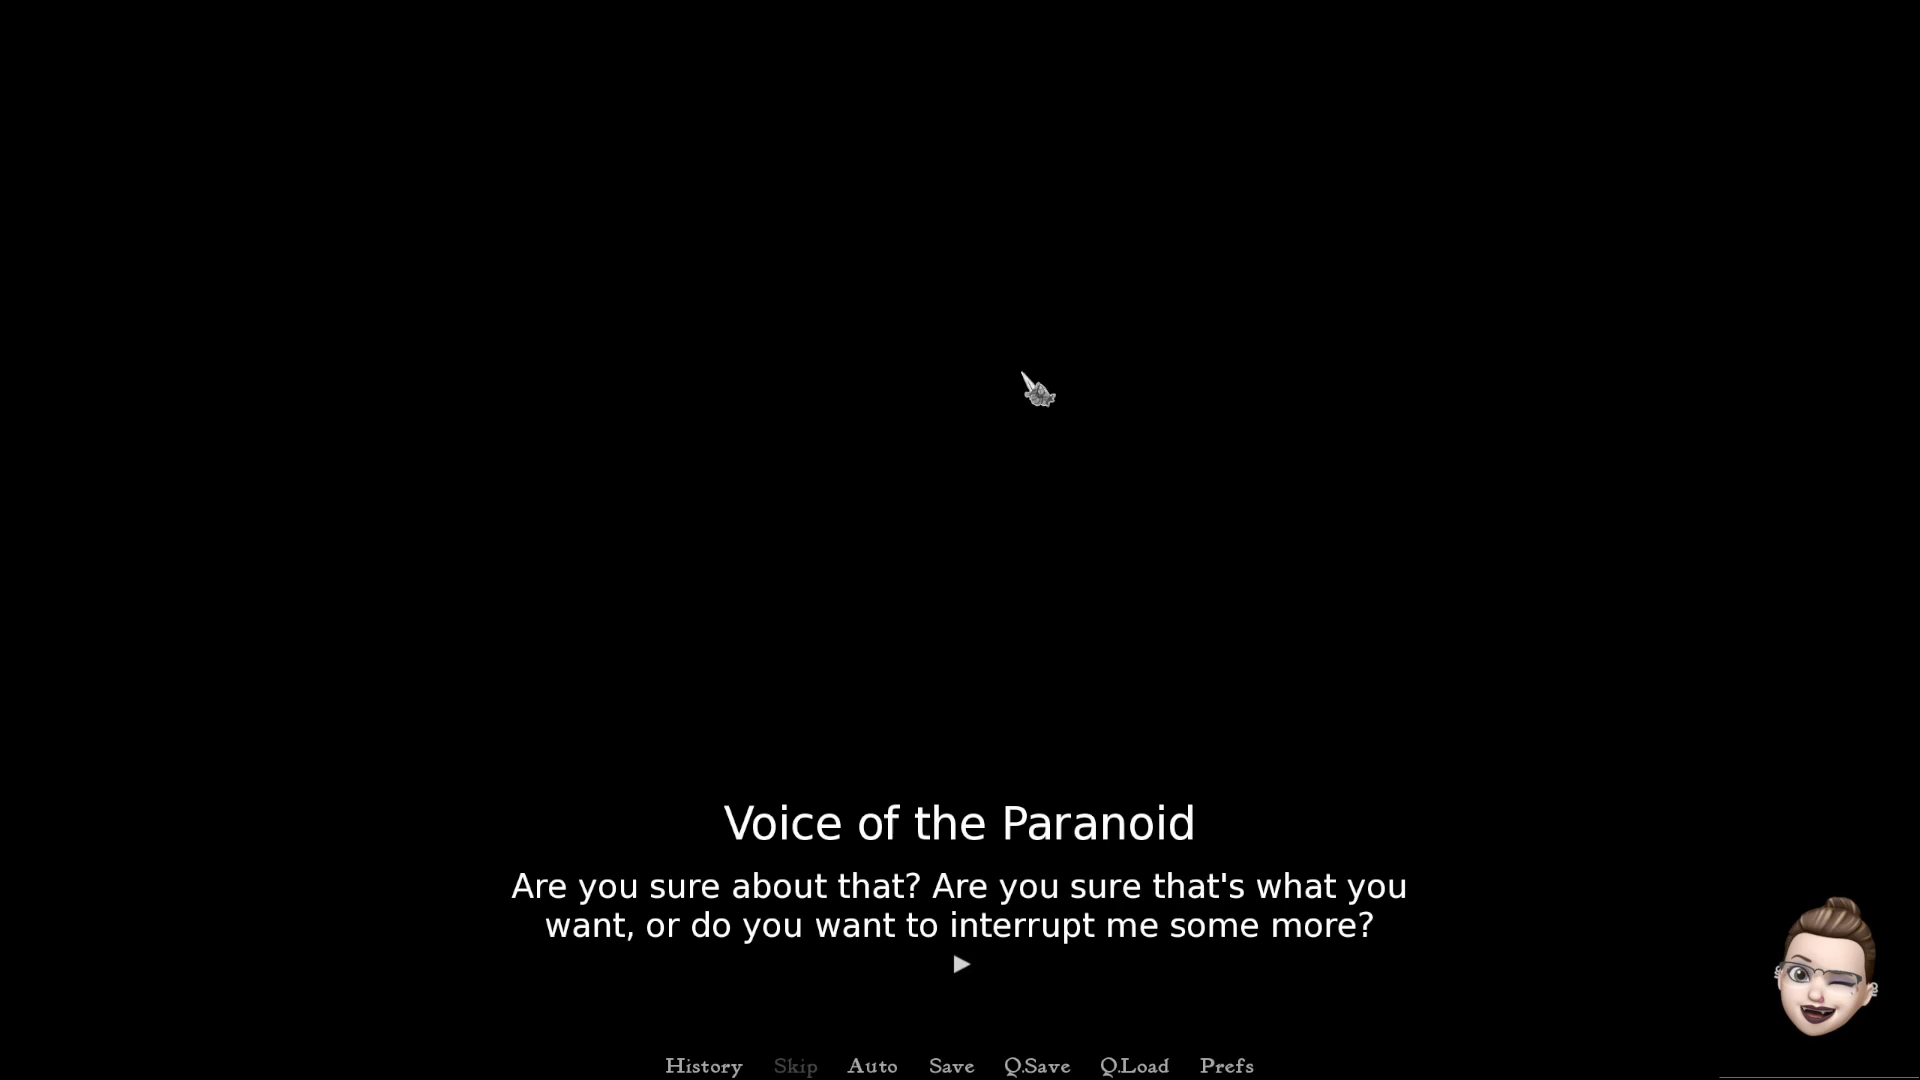 Voice of the Paranoid
Are you sure about that? Are you sure that's what you
want, or do you want to interrupt me some more?
History Skip Auto Save Q.Save Q.Load Prefs